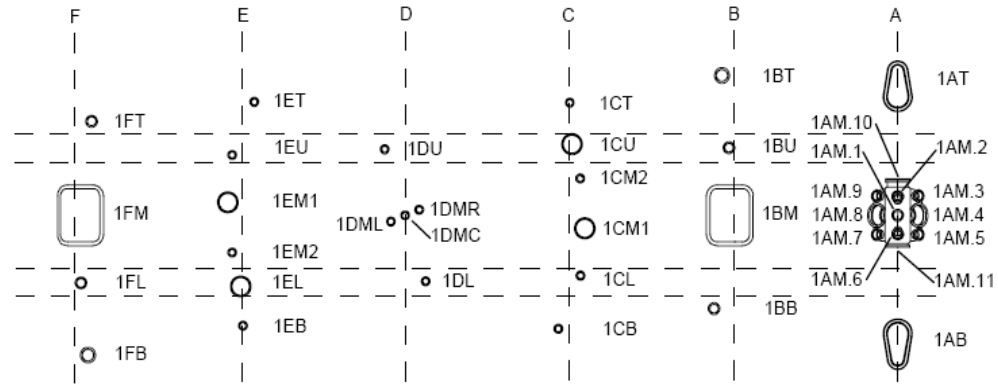 F E D C B A
1BT
1AT
1ET 1CT
1FT
1AM.10
1EU 1DU 1CU 1BU
1AM.1 1AM.2
1CM2
1AM.9 1AM.3
1EM1
1FM 1DML 1DMR 1BM 1AM.8 1AM.4
1DMC 1CM1
1AM.7 1AM.5
1EM2
1FL 1EL 1DL 1CL 1AM.6 1AM.11
1BB
1EB 1CB
1AB
1FB